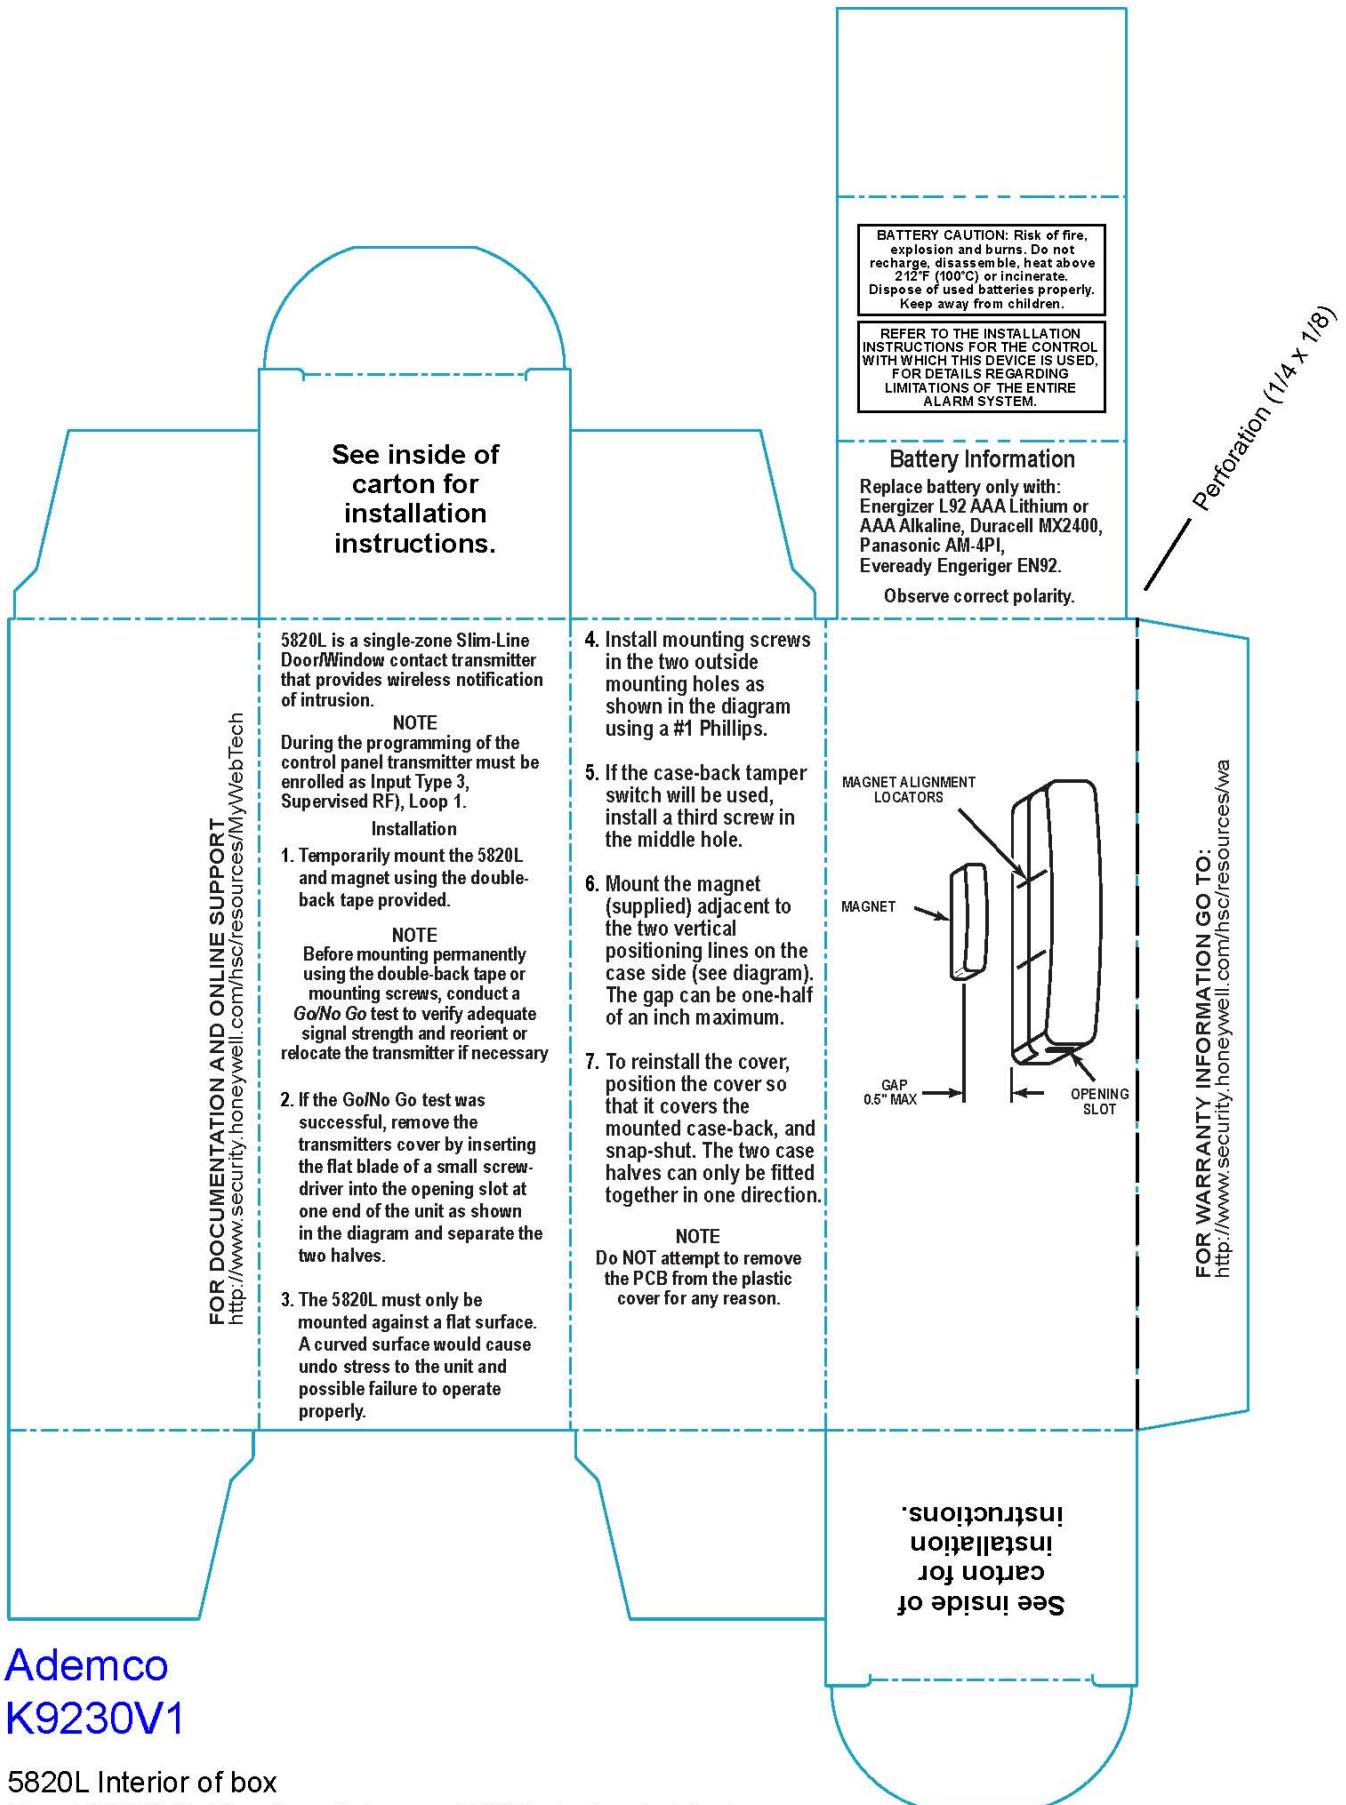 BATTERY CAUTION: Risk of fire,
explosion and burns. Do not
recharge, disassemble, heat above
212°F (100°C) or incinerate.
Dispose of used batteries properly.
Keep away from children.
REFER TO THE INSTALLATION
INSTRUCTIONS FOR THE CONTROL
WITH WHICH THIS DEVICE IS USED,
FOR DETAILS REGARDING
LIMITATIONS OF THE ENTIRE
ALARM SYSTEM.
Battery Information
Replace battery only with:
Energizer L92 AAA Lithium or
AAA Alkaline, Duracell MX2400,
Panasonic AM-4PI,
Eveready Engeriger EN92.
Observe correct polarity.
Perforation (1/4 x 1/8)
See inside of
carton for
installation
instructions.
FOR DOCUMENTATION AND ONLINE SUPPORT
http://www.security.honeywell.com/hsc/resources/MyWebTech
5820L is a single-zone Slim-Line
Door/Window contact transmitter
that provides wireless notification
of intrusion.
NOTE
During the programming of the
control panel transmitter must be
enrolled as Input Type 3,
Supervised RF), Loop 1.
Installation
1. Temporarily mount the 5820L
and magnet using the double-
back tape provided.
NOTE
Before mounting permanently
using the double-back tape or
mounting screws, conduct a
Go/No Go test to verify adequate
signal strength and reorient or
relocate the transmitter if necessary
2. If the Go/No Go test was
successful, remove the
transmitters cover by inserting
the flat blade of a small screw-
driver into the opening slot at
one end of the unit as shown
in the diagram and separate the
two halves.
3. The 5820L must only be
mounted against a flat surface.
A curved surface would cause
undo stress to the unit and
possible failure to operate
properly.
4. Install mounting screws
in the two outside
mounting holes as
shown in the diagram
using a #1 Phillips.
5. If the case-back tamper
switch will be used,
install a third screw in
the middle hole.
6. Mount the magnet
(supplied) adjacent to
the two vertical
positioning lines on the
case side (see diagram).
The gap can be one-half
of an inch maximum.
7. To reinstall the cover,
position the cover so
that it covers the
mounted case-back, and
snap-shut. The two case
halves can only be fitted
together in one direction.
NOTE
Do NOT attempt to remove
the PCB from the plastic
cover for any reason.
MAGNET ALIGNMENT
LOCATORS
MAGNET
GAP
0.5" MAX
OPENING
SLOT
FOR WARRANTY INFORMATION GO TO:
http://www.security.honeywell.com/hsc/resources/wa
See inside of
carton for
installation
instructions.
Ademco
K9230V1
5820L Interior of box